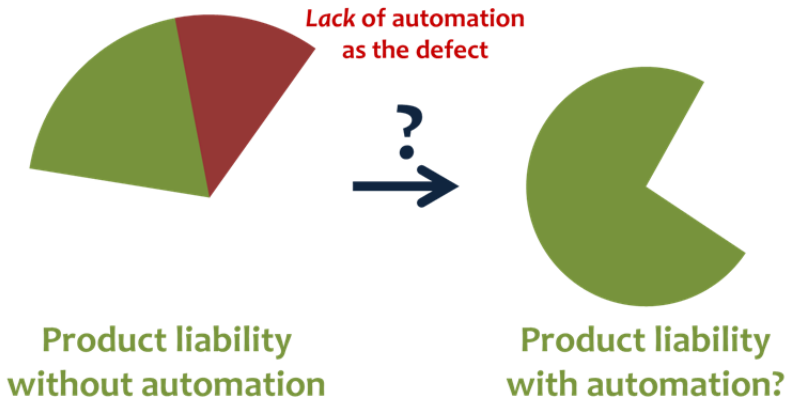 Lack of automation
as the defect
?
Product liability
without automation
Product liability
with automation?